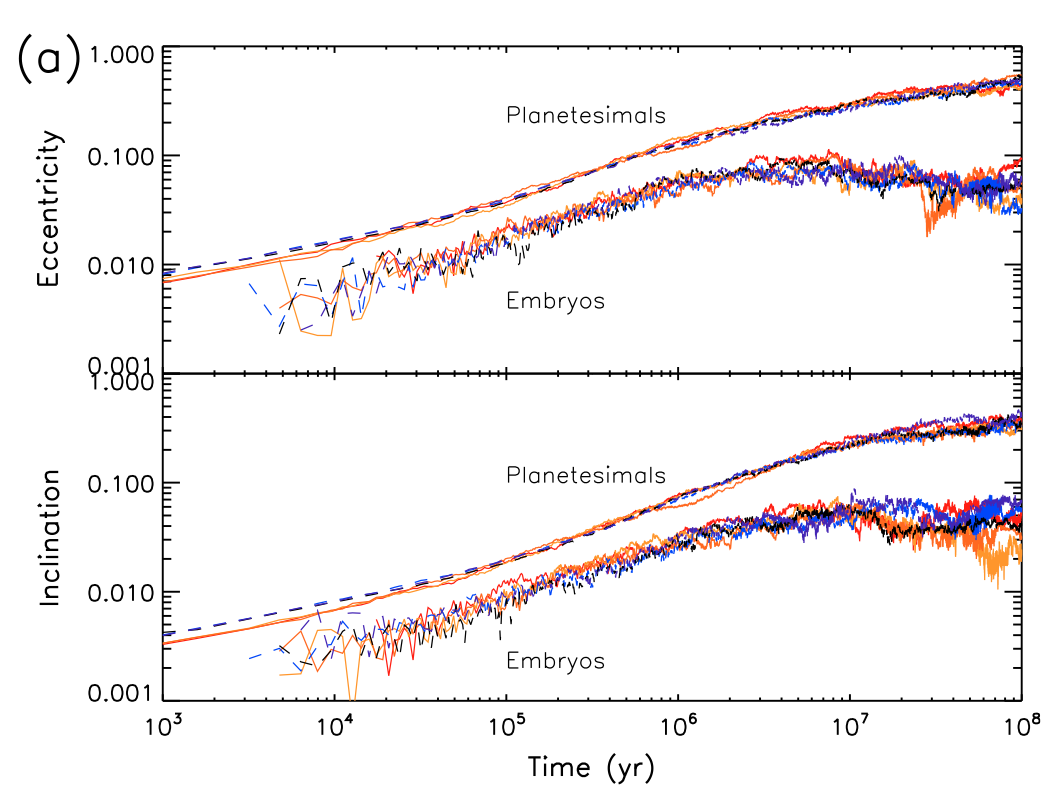 (a)
1.000
0.100
0.010
0.001
Eccentricity
Planetesimals
Embryos
1.000
0.100
0.010
0.001
Inclination
Planetesimals
Embryos
10³ 10⁴ 10⁵ 10⁶ 10⁷ 10⁸
Time (yr)